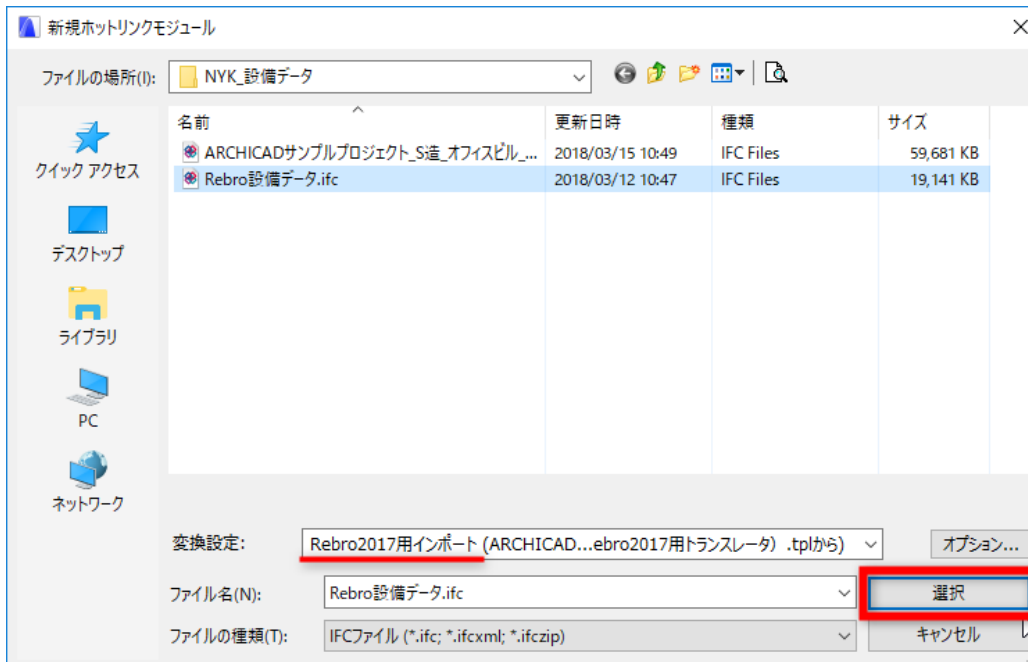 新規ホットリンクモジュール
ファイルの場所(I): NYK_設備データ
名前 更新日時 種類 サイズ
ARCHICADサンプルプロジェクト_S造_オフィスビル_... 2018/03/15 10:49 IFC Files 59,681 KB
Rebro設備データ.ifc 2018/03/12 10:47 IFC Files 19,141 KB
クイック アクセス
デスクトップ
ライブラリ
PC
ネットワーク
変換設定: Rebro2017用インポート (ARCHICAD...ebro2017用トランスレータ）.tplから) オプション...
ファイル名(N): Rebro設備データ.ifc 選択
ファイルの種類(T): IFCファイル (*.ifc; *.ifcxml; *.ifczip) キャンセル